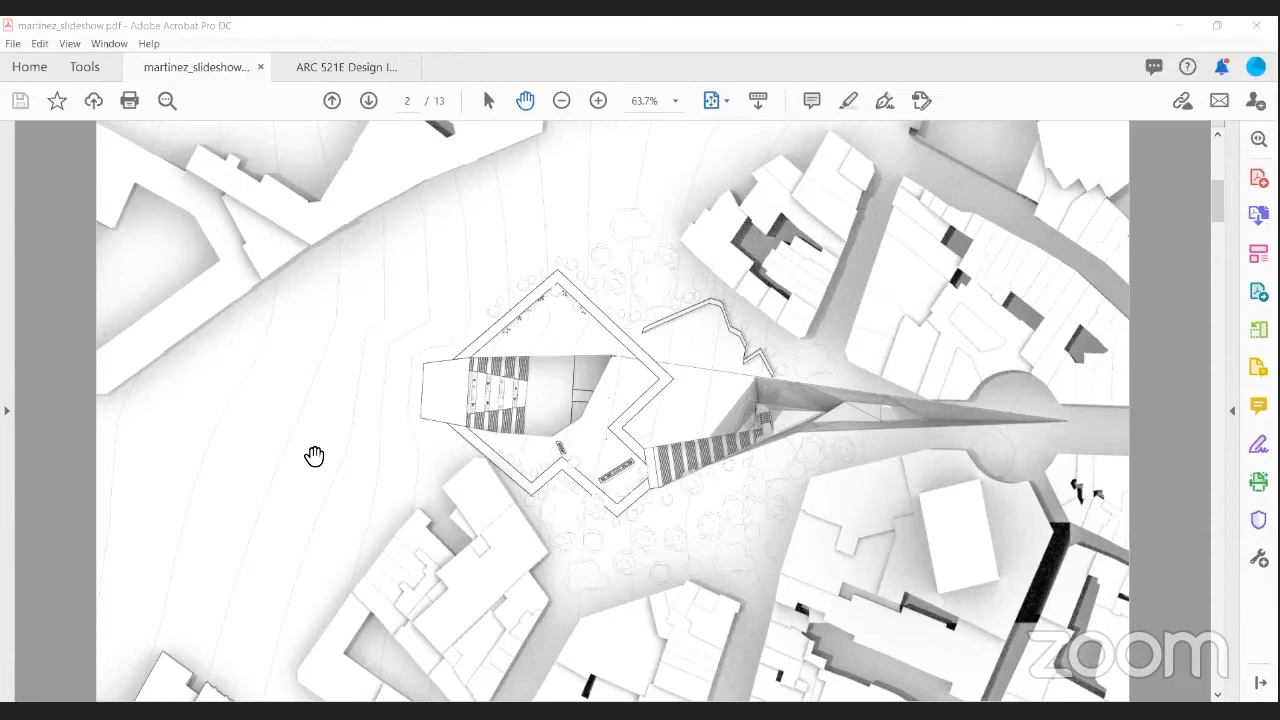 martinez_slideshow.pdf - Adobe Acrobat Pro DC
File Edit View Window Help
Home Tools martinez_slideshow... × ARC 521E Design I...
2 / 13 63.7%
zoom